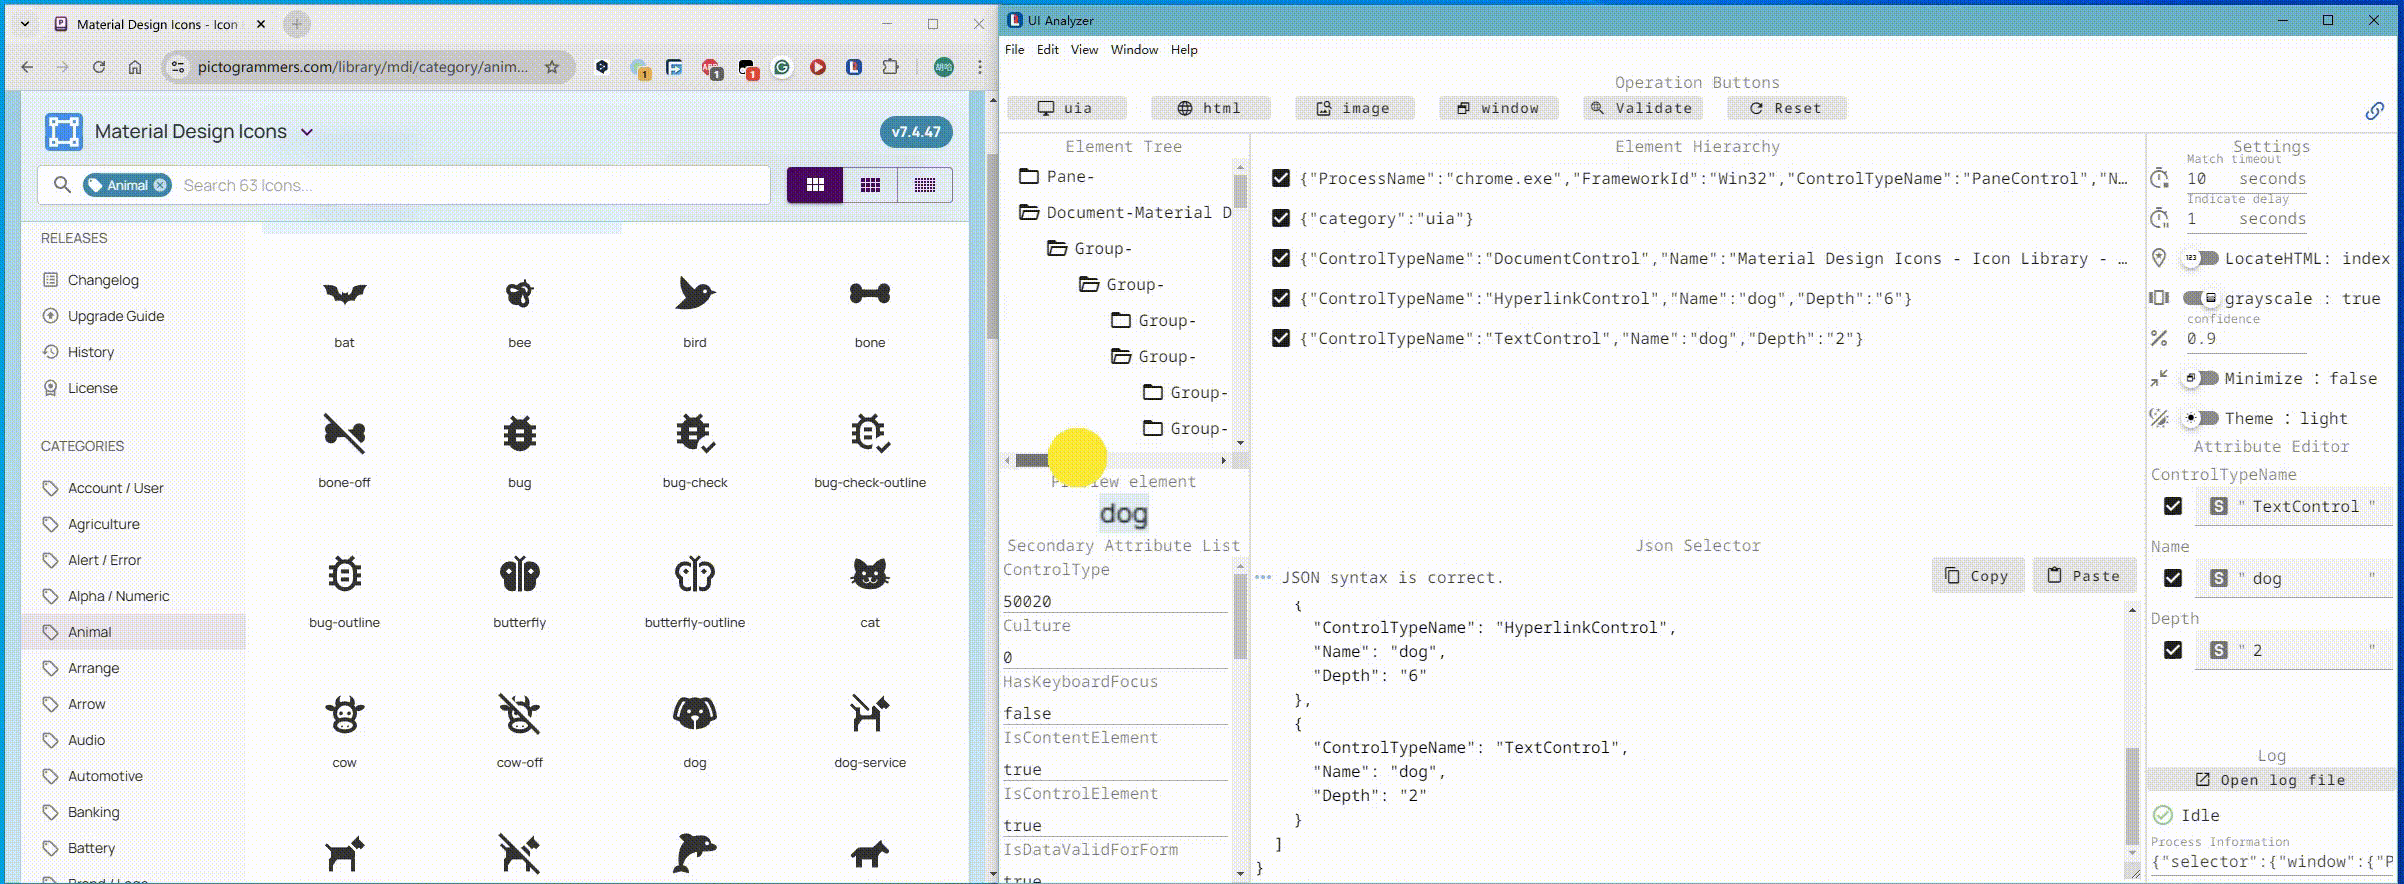 Material Design Icons - Icon
pictogrammers.com/library/mdi/category/anim...
Material Design Icons
v7.4.47
Animal
Search 63 Icons...
RELEASES
Changelog
Upgrade Guide
History
License
CATEGORIES
Account / User
Agriculture
Alert / Error
Alpha / Numeric
Animal
Arrange
Arrow
Audio
Automotive
Banking
Battery
bat
bee
bird
bone
bone-off
bug
bug-check
bug-check-outline
bug-outline
butterfly
butterfly-outline
cat
cow
cow-off
dog
dog-service
UI Analyzer
File Edit View Window Help
Operation Buttons
uia
html
image
window
Validate
Reset
Element Tree
Pane-
Document-Material D
Group-
Group-
Group-
Group-
Group-
Group-
element
dog
Secondary Attribute List
ControlType
50020
Culture
0
HasKeyboardFocus
false
IsContentElement
true
IsControlElement
true
IsDataValidForForm
true
Element Hierarchy
{"ProcessName":"chrome.exe","FrameworkId":"Win32","ControlTypeName":"PaneControl","N…
{"category":"uia"}
{"ControlTypeName":"DocumentControl","Name":"Material Design Icons - Icon Library - …
{"ControlTypeName":"HyperlinkControl","Name":"dog","Depth":"6"}
{"ControlTypeName":"TextControl","Name":"dog","Depth":"2"}
Json Selector
JSON syntax is correct.
Copy
Paste
{
"ControlTypeName": "HyperlinkControl",
"Name": "dog",
"Depth": "6"
},
{
"ControlTypeName": "TextControl",
"Name": "dog",
"Depth": "2"
}
]
}
Settings
Match timeout
10 seconds
Indicate delay
1 seconds
LocateHTML: index
grayscale : true
confidence
0.9
Minimize : false
Theme : light
Attribute Editor
ControlTypeName
S " TextControl "
Name
S " dog "
Depth
S " 2 "
Log
Open log file
Idle
Process Information
{"selector":{"window":{"P